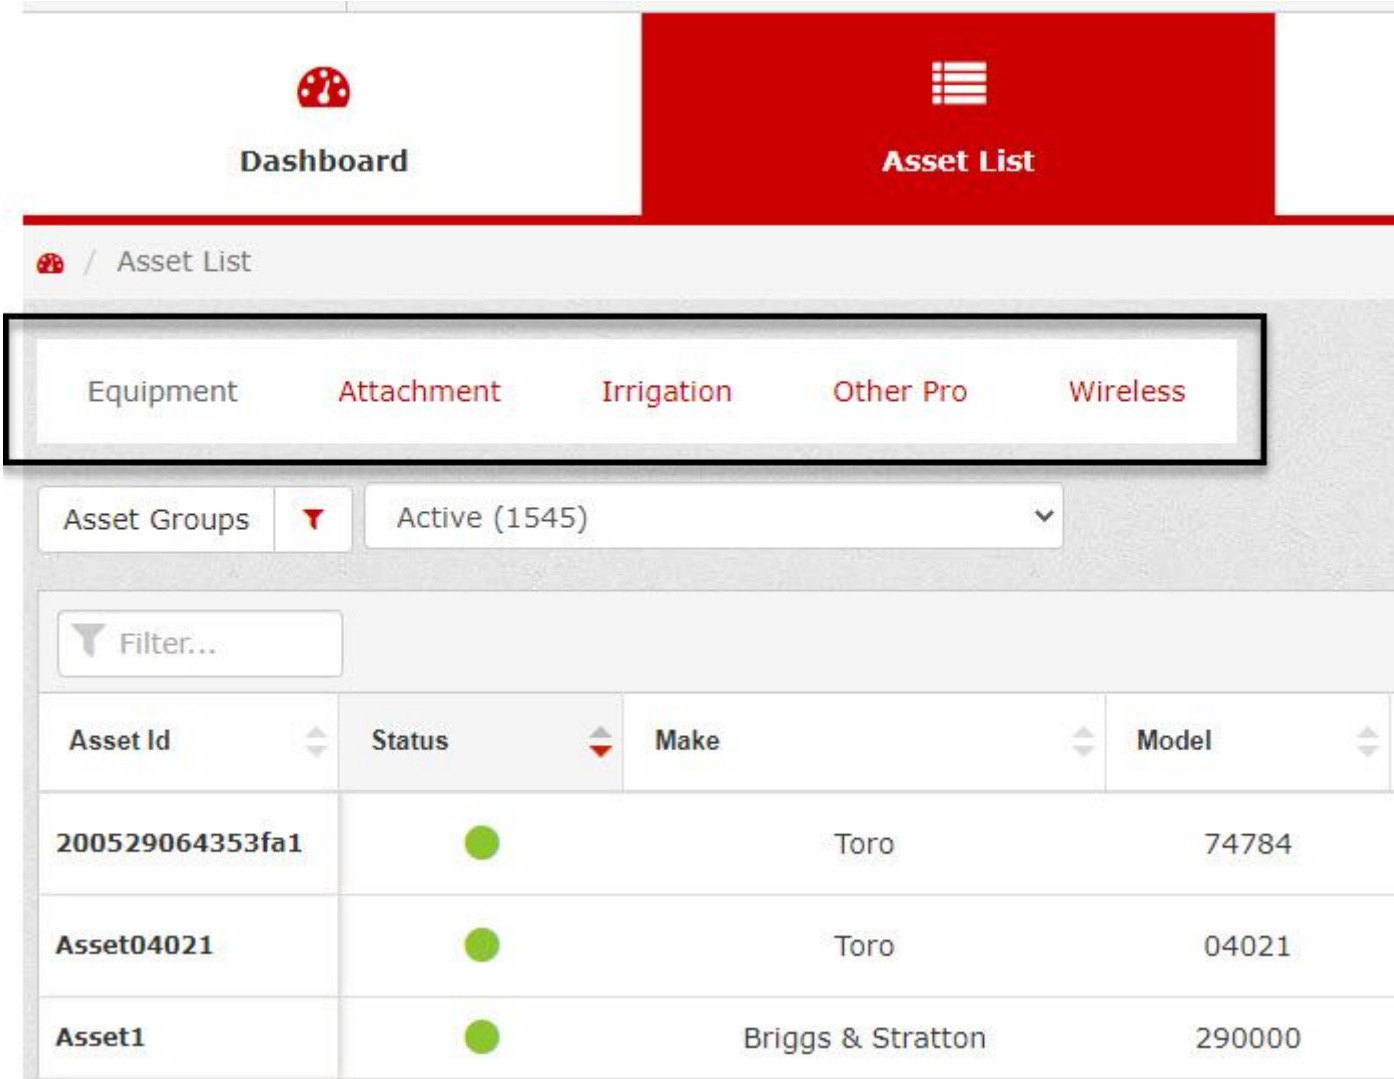 Dashboard
Asset List
/ Asset List
Equipment Attachment Irrigation Other Pro Wireless
Asset Groups Active (1545)
Filter...
Asset Id Status Make Model
200529064353fa1 Toro 74784
Asset04021 Toro 04021
Asset1 Briggs & Stratton 290000